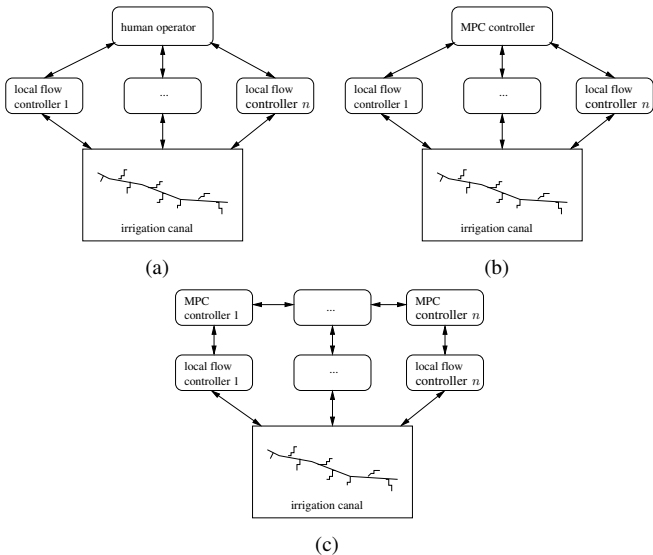 human operator
local flow
controller 1
...
local flow
controller n
irrigation canal
(a)
MPC controller
local flow
controller 1
...
local flow
controller n
irrigation canal
(b)
MPC
controller 1
...
MPC
controller n
local flow
controller 1
...
local flow
controller n
irrigation canal
(c)